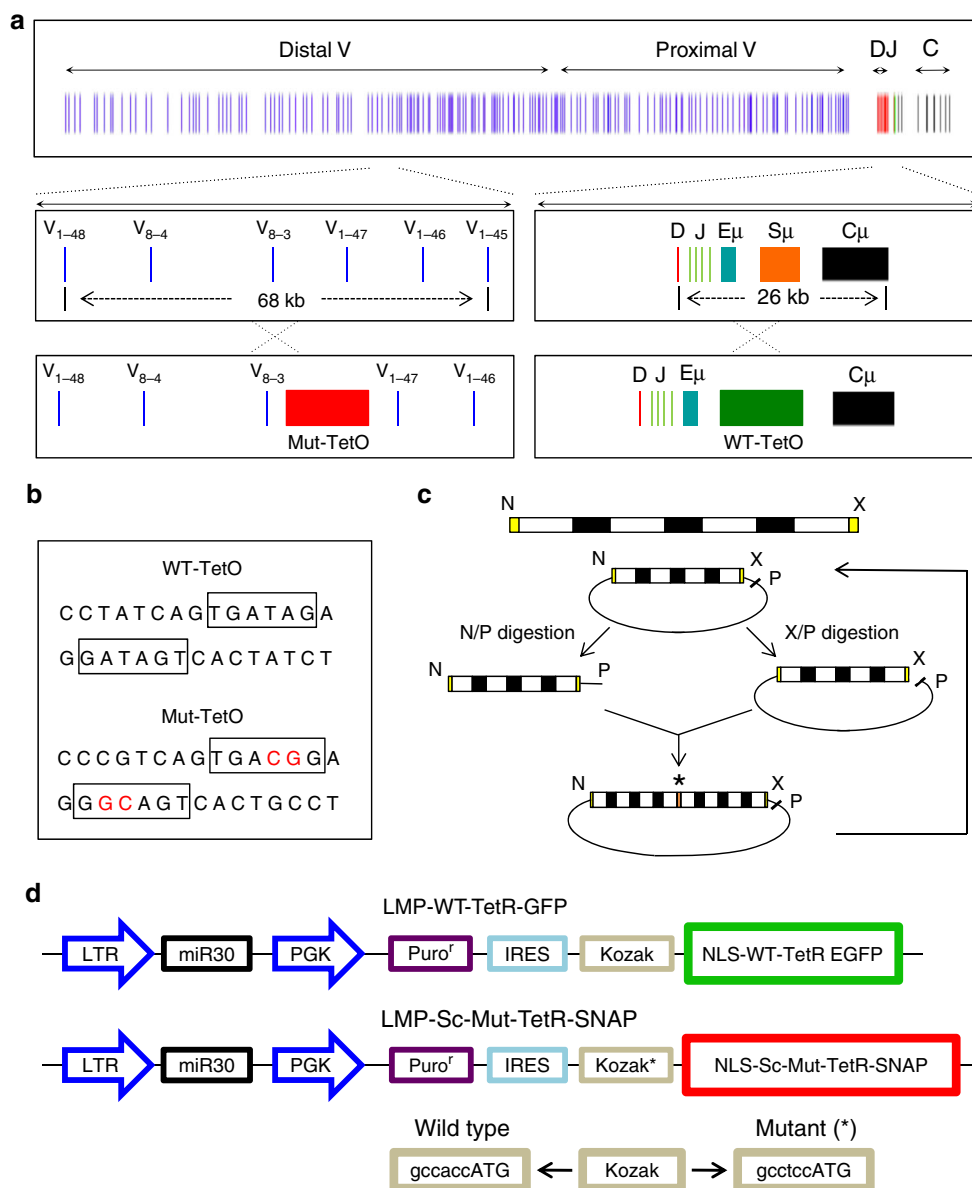 a
Distal V
Proximal V
DJ
C
V1–48
V8–4
V8–3
V1–47
V1–46
V1–45
68 kb
D
J
Eμ
Sμ
Cμ
26 kb
V1–48
V8–4
V8–3
V1–47
V1–46
Mut-TetO
D
J
Eμ
Cμ
WT-TetO
b
WT-TetO
CCTATCAGTGATAGA
GGATAGTCACTATCT
Mut-TetO
CCCGTCAGTGACGGA
GGGCAGTCACTGCCT
c
N
X
N
X
P
N/P digestion
X/P digestion
N
P
X
P
*
N
X
P
d
LMP-WT-TetR-GFP
LTR
miR30
PGK
Puror
IRES
Kozak
NLS-WT-TetR EGFP
LMP-Sc-Mut-TetR-SNAP
LTR
miR30
PGK
Puror
IRES
Kozak*
NLS-Sc-Mut-TetR-SNAP
Wild type
Mutant (*)
gccaccATG
Kozak
gcctccATG